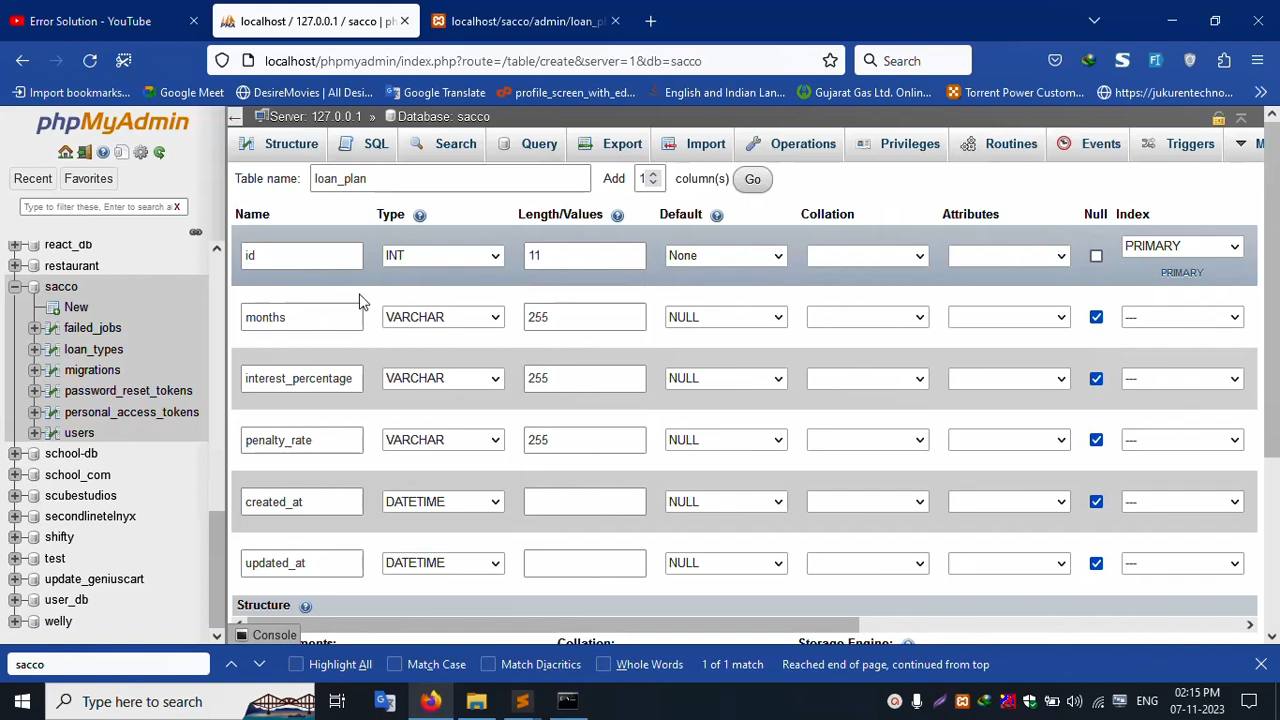 Error Solution - YouTube
localhost / 127.0.0.1 / sacco | p
localhost/sacco/admin/loan_p
localhost/phpmyadmin/index.php?route=/table/create&server=1&db=sacco
Search
Import bookmarks...
Google Meet
DesireMovies | All Desi...
Google Translate
profile_screen_with_ed...
English and Indian Lan...
Gujarat Gas Ltd. Online...
Torrent Power Custom...
https://jukurentechno...
phpMyAdmin
Recent
Favorites
Type to filter these, Enter to search a
X
react_db
restaurant
sacco
New
failed_jobs
loan_types
migrations
password_reset_tokens
personal_access_tokens
users
school-db
school_com
scubestudios
secondlinetelnyx
shifty
test
update_geniuscart
user_db
welly
Server: 127.0.0.1 » Database: sacco
Structure SQL Search Query Export Import Operations Privileges Routines Events Triggers M
Table name: loan_plan Add 1 column(s) Go
Name Type Length/Values Default Collation Attributes Null Index
id INT 11 None PRIMARY
PRIMARY
months VARCHAR 255 NULL ---
interest_percentage VARCHAR 255 NULL ---
penalty_rate VARCHAR 255 NULL ---
created_at DATETIME NULL ---
updated_at DATETIME NULL ---
Structure
Console
Collation:
Storage Engine:
sacco
Highlight All Match Case Match Diacritics Whole Words 1 of 1 match Reached end of page, continued from top
Type here to search
ENG
02:15 PM
07-11-2023